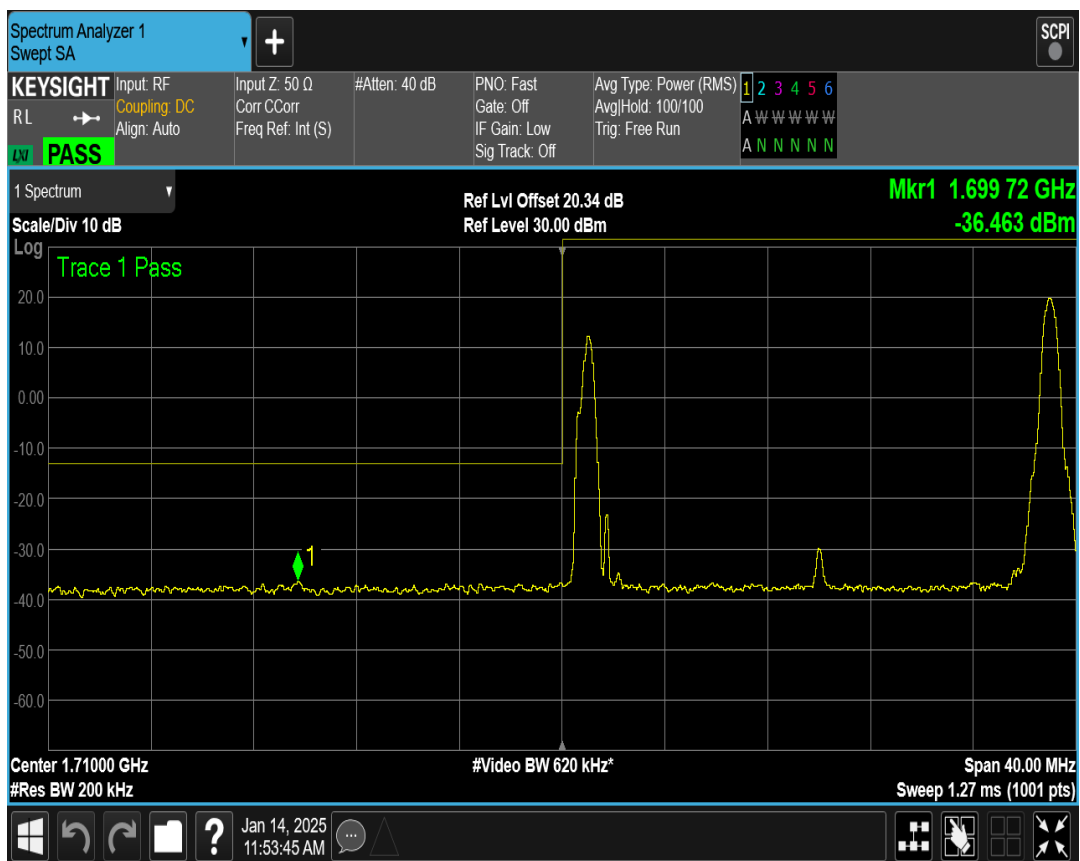 Spectrum Analyzer 1
Swept SA
+
SCPI
KEYSIGHT
RL
LXI PASS
Input: RF
Coupling: DC
Align: Auto
Input Z: 50 Ω
Corr CCorr
Freq Ref: Int (S)
#Atten: 40 dB
PNO: Fast
Gate: Off
IF Gain: Low
Sig Track: Off
Avg Type: Power (RMS)
Avg|Hold: 100/100
Trig: Free Run
1 2 3 4 5 6
A W W W W W
A N N N N N
1 Spectrum
Scale/Div 10 dB
Ref Lvl Offset 20.34 dB
Ref Level 30.00 dBm
Mkr1 1.699 72 GHz
-36.463 dBm
Log
Trace 1 Pass
20.0
10.0
0.00
-10.0
-20.0
-30.0
1
-40.0
-50.0
-60.0
Center 1.71000 GHz
#Video BW 620 kHz*
Span 40.00 MHz
#Res BW 200 kHz
Sweep 1.27 ms (1001 pts)
?
Jan 14, 2025
11:53:45 AM